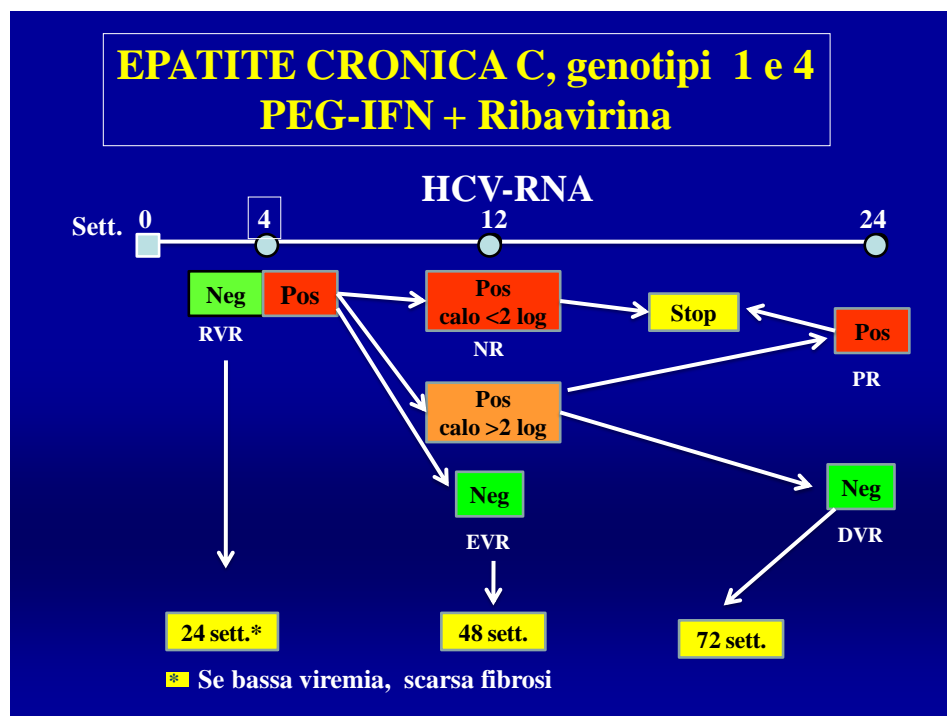 EPATITE CRONICA C, genotipi 1 e 4
PEG-IFN + Ribavirina
HCV-RNA
Sett. 0 4 12 24
Neg Pos
RVR
Pos
calo <2 log
NR
Stop
Pos
PR
Pos
calo >2 log
Neg
EVR
Neg
DVR
24 sett.*
48 sett.
72 sett.
* Se bassa viremia, scarsa fibrosi